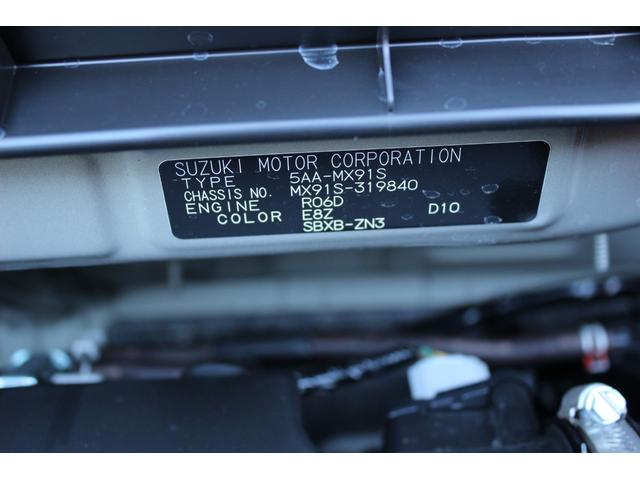 SUZUKI MOTOR CORPORATION
TYPE 5AA-MX91S
CHASSIS NO. MX91S-319840
ENGINE R06D
COLOR E8Z D10
SBXB-ZN3